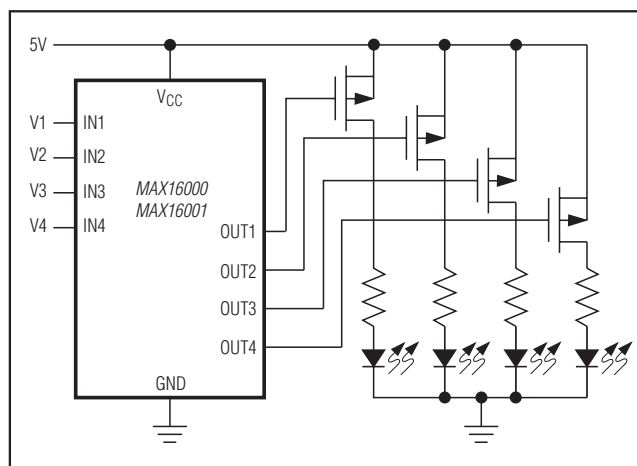 5V
VCC
V1 IN1
V2 IN2
V3 IN3
V4 IN4
MAX16000
MAX16001
OUT1
OUT2
OUT3
OUT4
GND